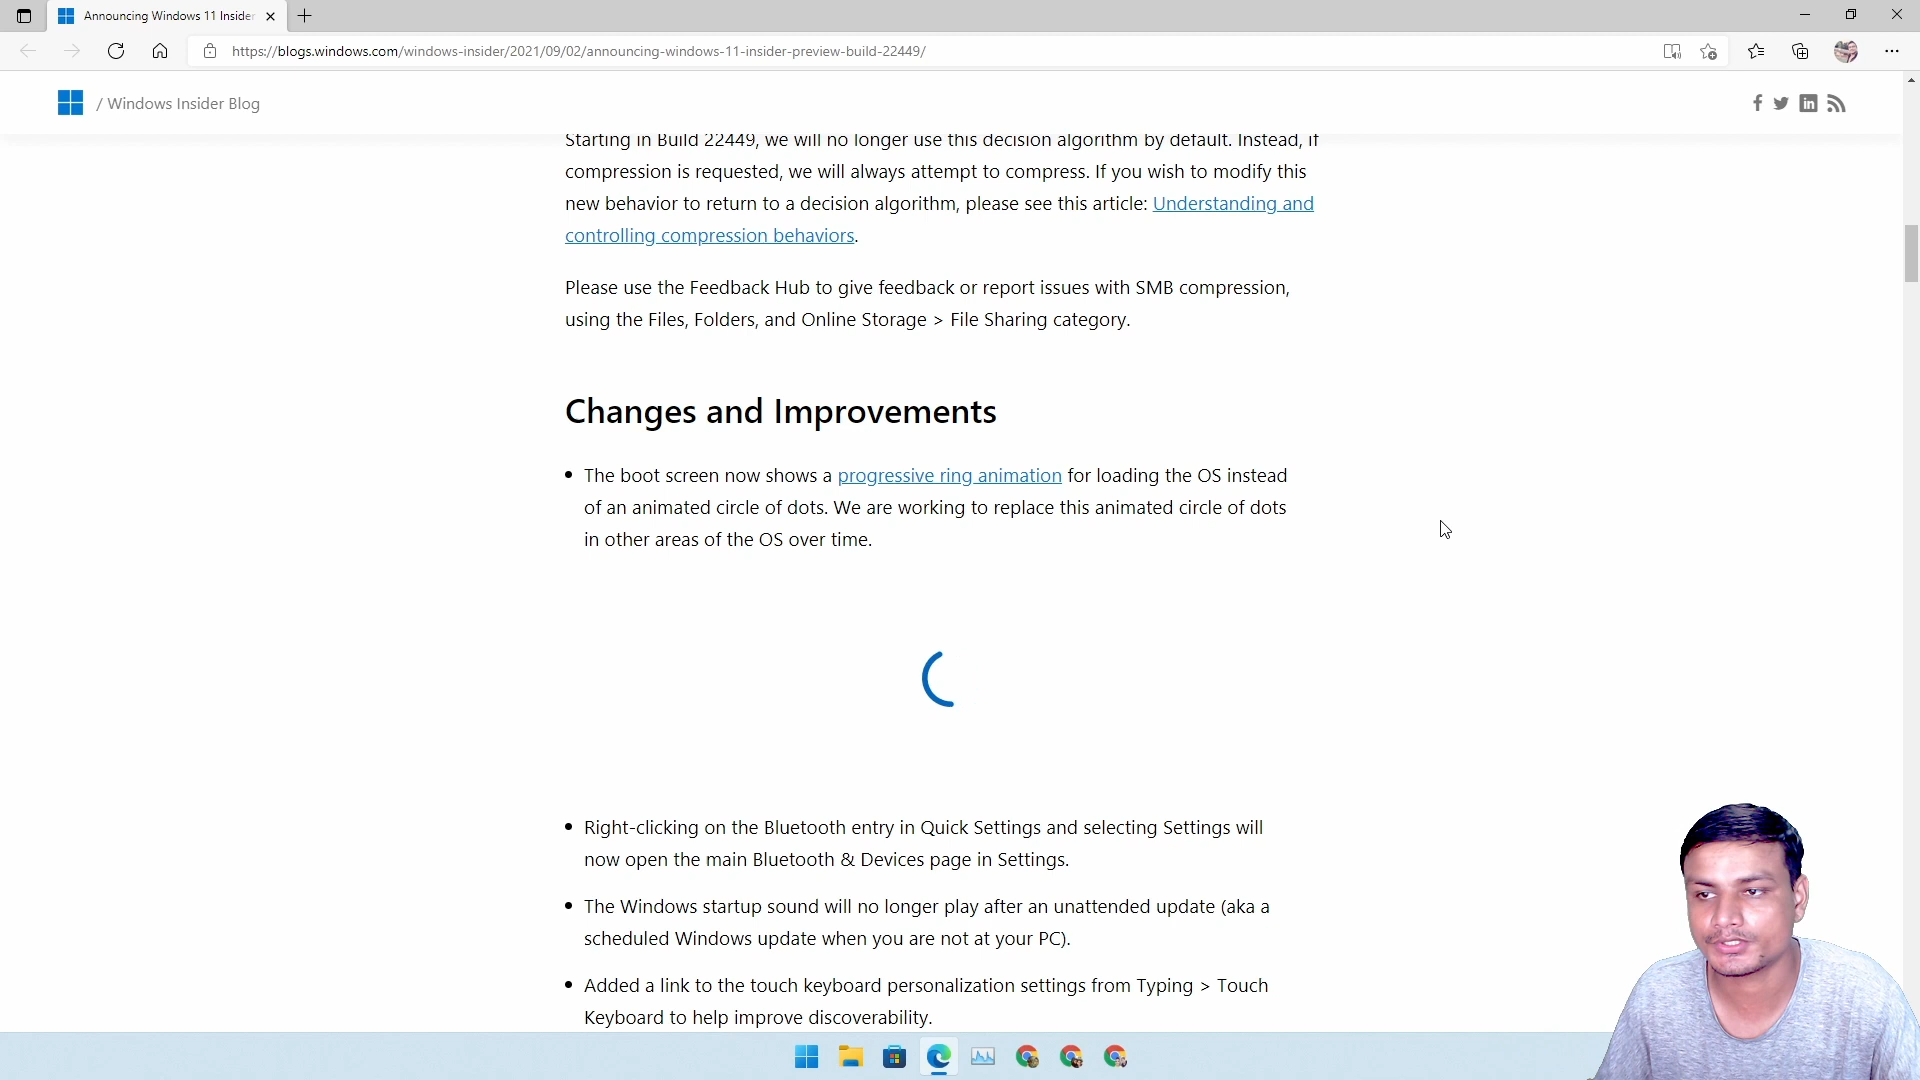 Announcing Windows 11 Insider
https://blogs.windows.com/windows-insider/2021/09/02/announcing-windows-11-insider-preview-build-22449/
/ Windows Insider Blog
Starting in Build 22449, we will no longer use this decision algorithm by default. Instead, if
compression is requested, we will always attempt to compress. If you wish to modify this
new behavior to return to a decision algorithm, please see this article: Understanding and
controlling compression behaviors.
Please use the Feedback Hub to give feedback or report issues with SMB compression,
using the Files, Folders, and Online Storage > File Sharing category.
Changes and Improvements
• The boot screen now shows a progressive ring animation for loading the OS instead
of an animated circle of dots. We are working to replace this animated circle of dots
in other areas of the OS over time.
• Right-clicking on the Bluetooth entry in Quick Settings and selecting Settings will
now open the main Bluetooth & Devices page in Settings.
• The Windows startup sound will no longer play after an unattended update (aka a
scheduled Windows update when you are not at your PC).
• Added a link to the touch keyboard personalization settings from Typing > Touch
Keyboard to help improve discoverability.